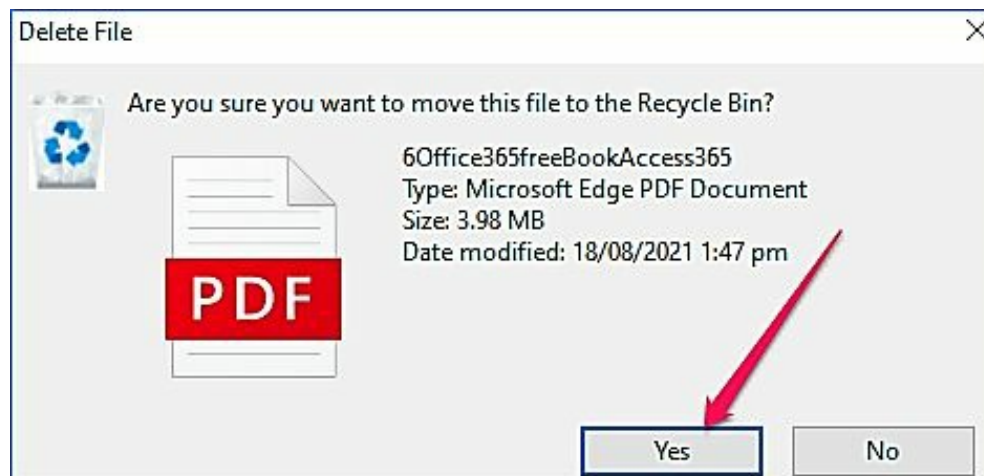 Delete File
Are you sure you want to move this file to the Recycle Bin?
6Office365freeBookAccess365
Type: Microsoft Edge PDF Document
Size: 3.98 MB
Date modified: 18/08/2021 1:47 pm
PDF
Yes
No